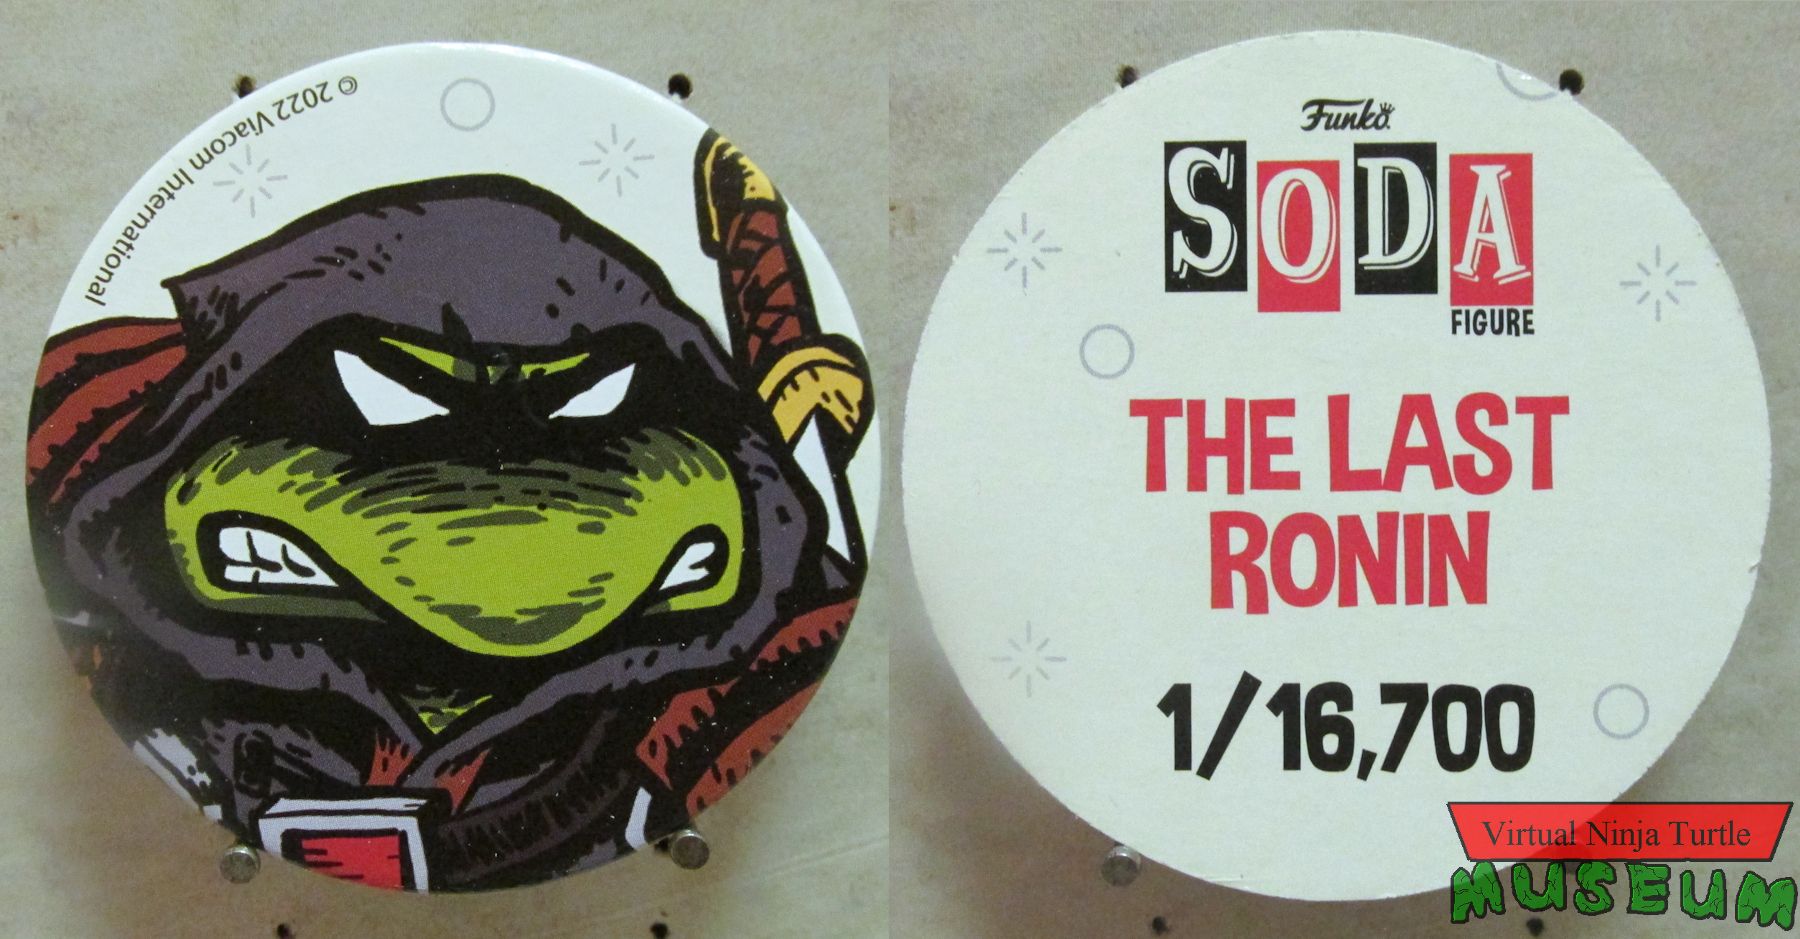 © 2022 Viacom International
Funko
SODA
FIGURE
THE LAST
RONIN
1/16,700
Virtual Ninja Turtle
MUSEUM